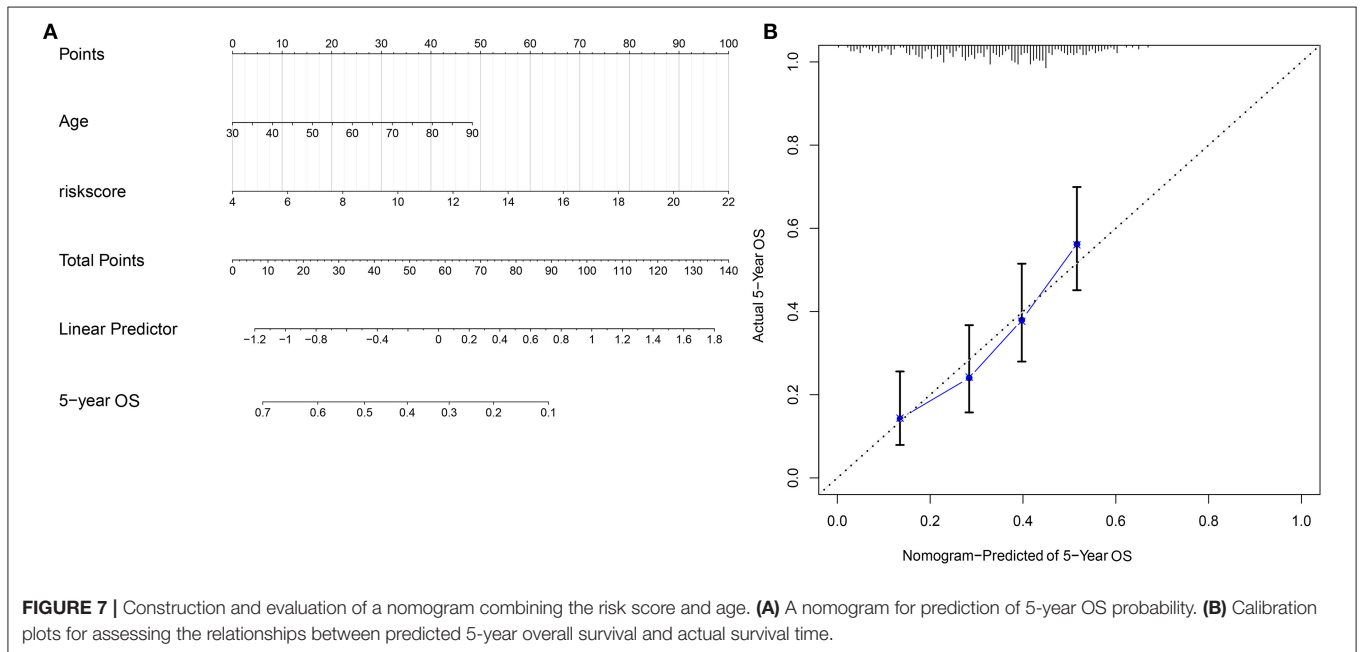 A
Points
0 10 20 30 40 50 60 70 80 90 100
Age
30 40 50 60 70 80 90
riskscore
4 6 8 10 12 14 16 18 20 22
Total Points
0 10 20 30 40 50 60 70 80 90 100 110 120 130 140
Linear Predictor
−1.2 −1 −0.8 −0.4 0 0.2 0.4 0.6 0.8 1 1.2 1.4 1.6 1.8
5−year OS
0.7 0.6 0.5 0.4 0.3 0.2 0.1
B
Actual 5−Year OS
1.0
0.8
0.6
0.4
0.2
0.0
0.0 0.2 0.4 0.6 0.8 1.0
Nomogram−Predicted of 5−Year OS
FIGURE 7 | Construction and evaluation of a nomogram combining the risk score and age. (A) A nomogram for prediction of 5-year OS probability. (B) Calibration
plots for assessing the relationships between predicted 5-year overall survival and actual survival time.